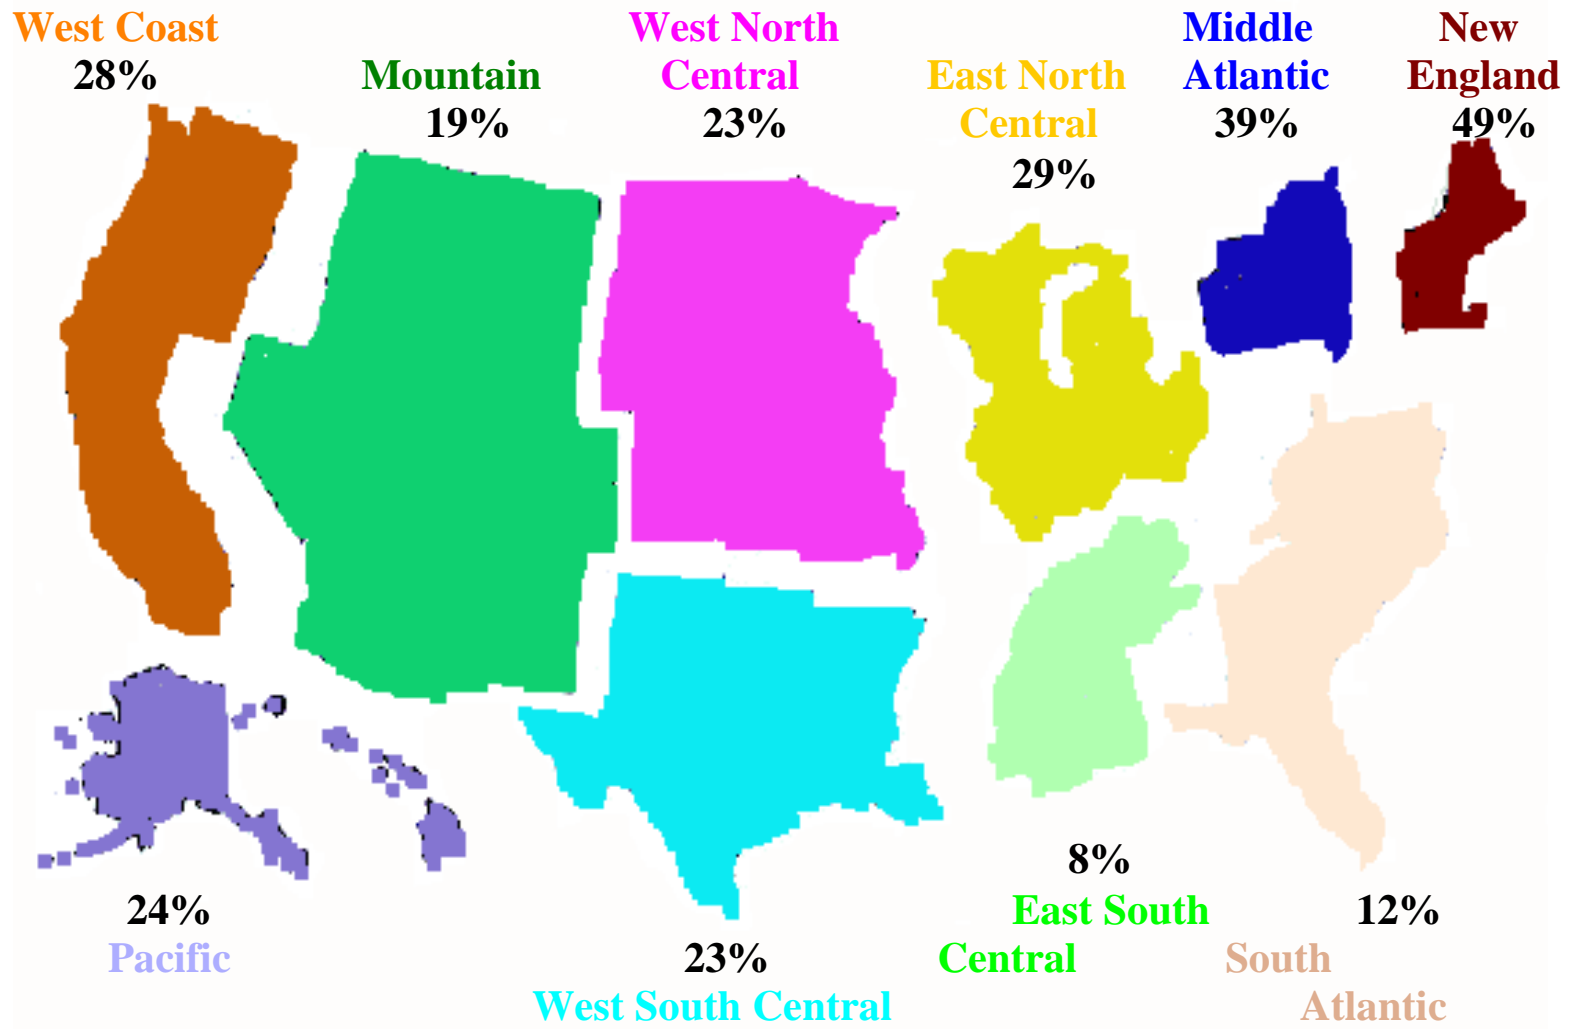 West Coast
28%
Mountain
19%
West North
Central
23%
East North
Central
29%
Middle
Atlantic
39%
New
England
49%
24%
Pacific
23%
West South Central
8%
East South
Central
12%
South
Atlantic